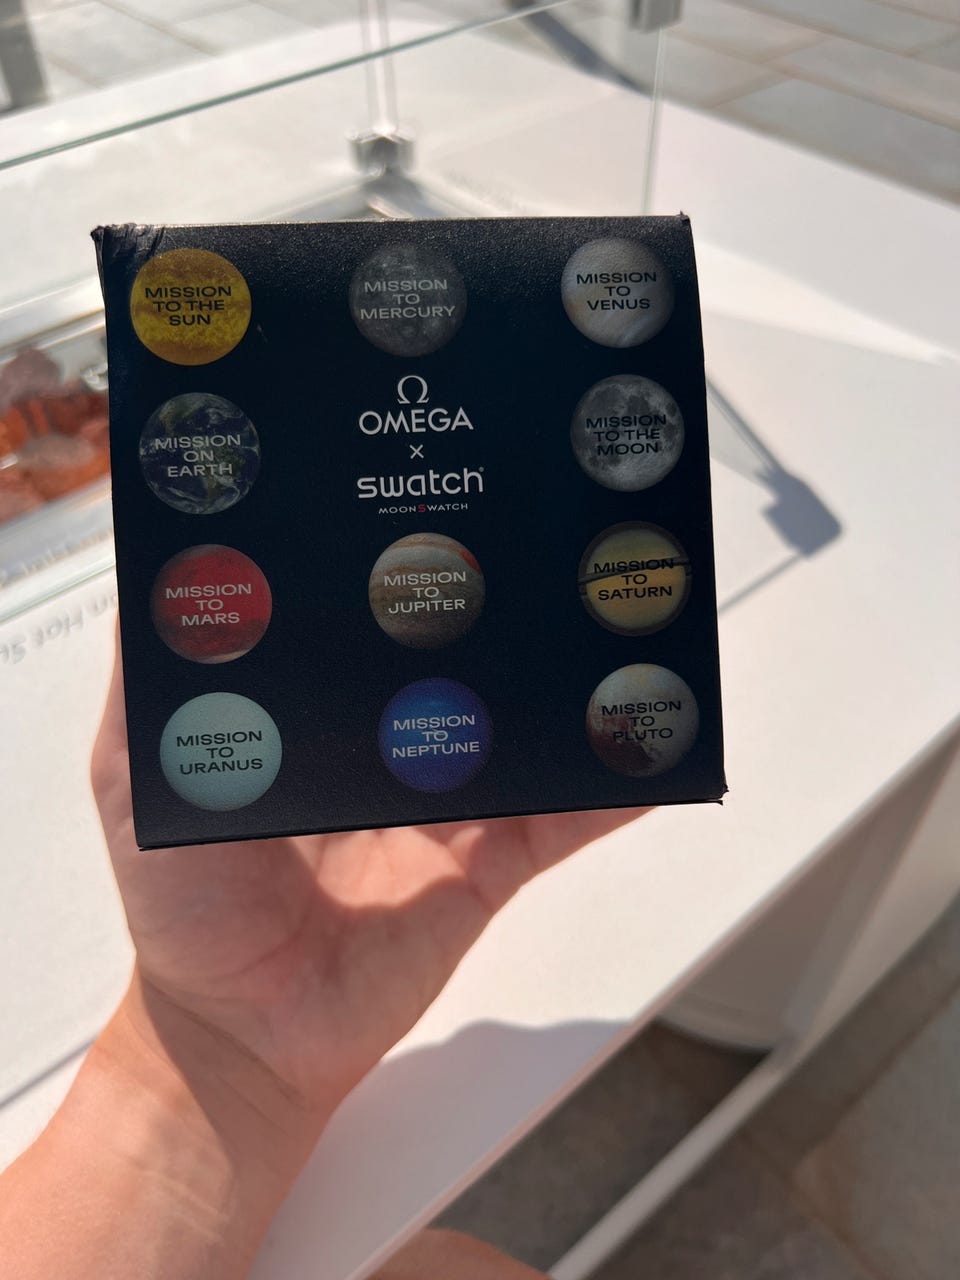 MISSION
TO THE
SUN
MISSION
TO
MERCURY
MISSION
TO
VENUS
MISSION
ON
EARTH
Ω
OMEGA
×
swatch®
MOONSWATCH
MISSION
TO THE
MOON
MISSION
TO
MARS
MISSION
TO
JUPITER
MISSION
TO
SATURN
MISSION
TO
URANUS
MISSION
TO
NEPTUNE
MISSION
TO
PLUTO